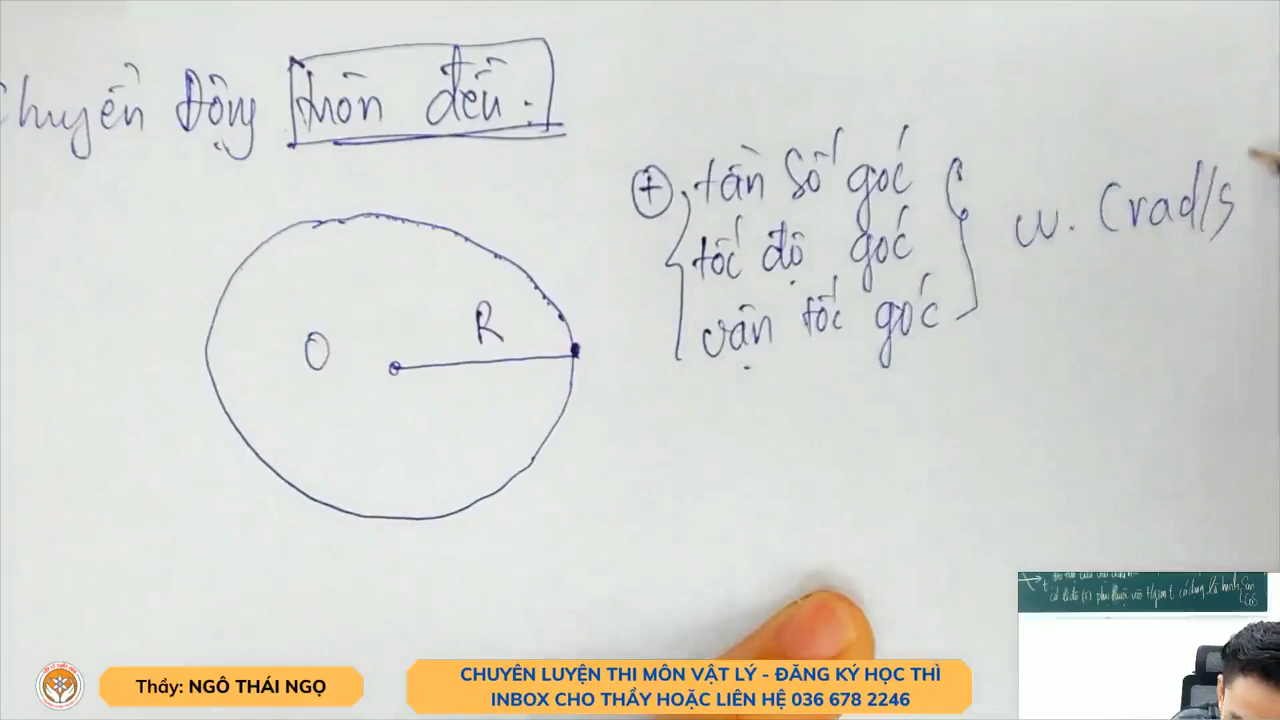 Chuyển Động tròn đều.
+ tần số góc
tốc độ góc
vận tốc góc
ω. (rad/s
R
O
Thầy: NGÔ THÁI NGỌ
CHUYÊN LUYỆN THI MÔN VẬT LÝ - ĐĂNG KÝ HỌC THÌ
INBOX CHO THẦY HOẶC LIÊN HỆ 036 678 2246